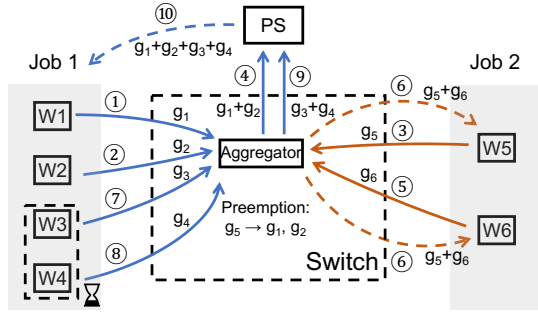 ⑩
PS
g₁+g₂+g₃+g₄
Job 1
④
⑨
⑥
Job 2
g₅+g₆
W1
①
g₁
g₁+g₂
g₃+g₄
g₅
③
W5
W2
②
g₂
Aggregator
g₃
g₆
⑤
W3
⑦
g₄
Preemption:
g₅ → g₁, g₂
W6
W4
⑧
Switch
⑥
g₅+g₆